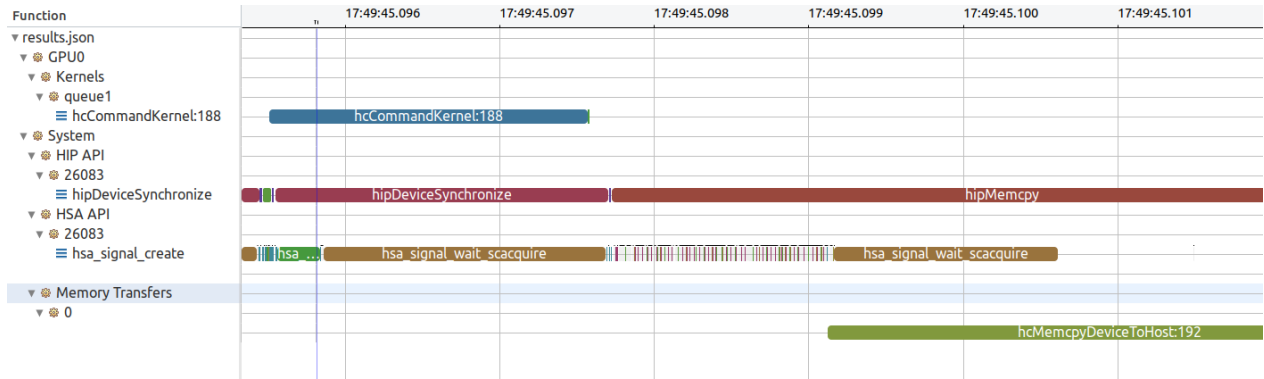 Function 17:49:45.096 17:49:45.097 17:49:45.098 17:49:45.099 17:49:45.100 17:49:45.101
results.json
GPU0
Kernels
queue1
hcCommandKernel:188 hcCommandKernel:188
System
HIP API
26083
hipDeviceSynchronize hipDeviceSynchronize hipMemcpy
HSA API
26083
hsa_signal_create hsa_... hsa_signal_wait_scacquire hsa_signal_wait_scacquire
Memory Transfers
0
hcMemcpyDeviceToHost:192